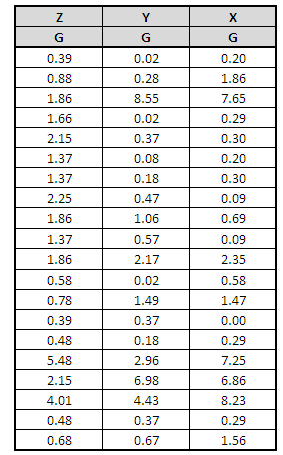 Z Y X
G G G
0.39 0.02 0.20
0.88 0.28 1.86
1.86 8.55 7.65
1.66 0.02 0.29
2.15 0.37 0.30
1.37 0.08 0.20
1.37 0.18 0.30
2.25 0.47 0.09
1.86 1.06 0.69
1.37 0.57 0.09
1.86 2.17 2.35
0.58 0.02 0.58
0.78 1.49 1.47
0.39 0.37 0.00
0.48 0.18 0.29
5.48 2.96 7.25
2.15 6.98 6.86
4.01 4.43 8.23
0.48 0.37 0.29
0.68 0.67 1.56